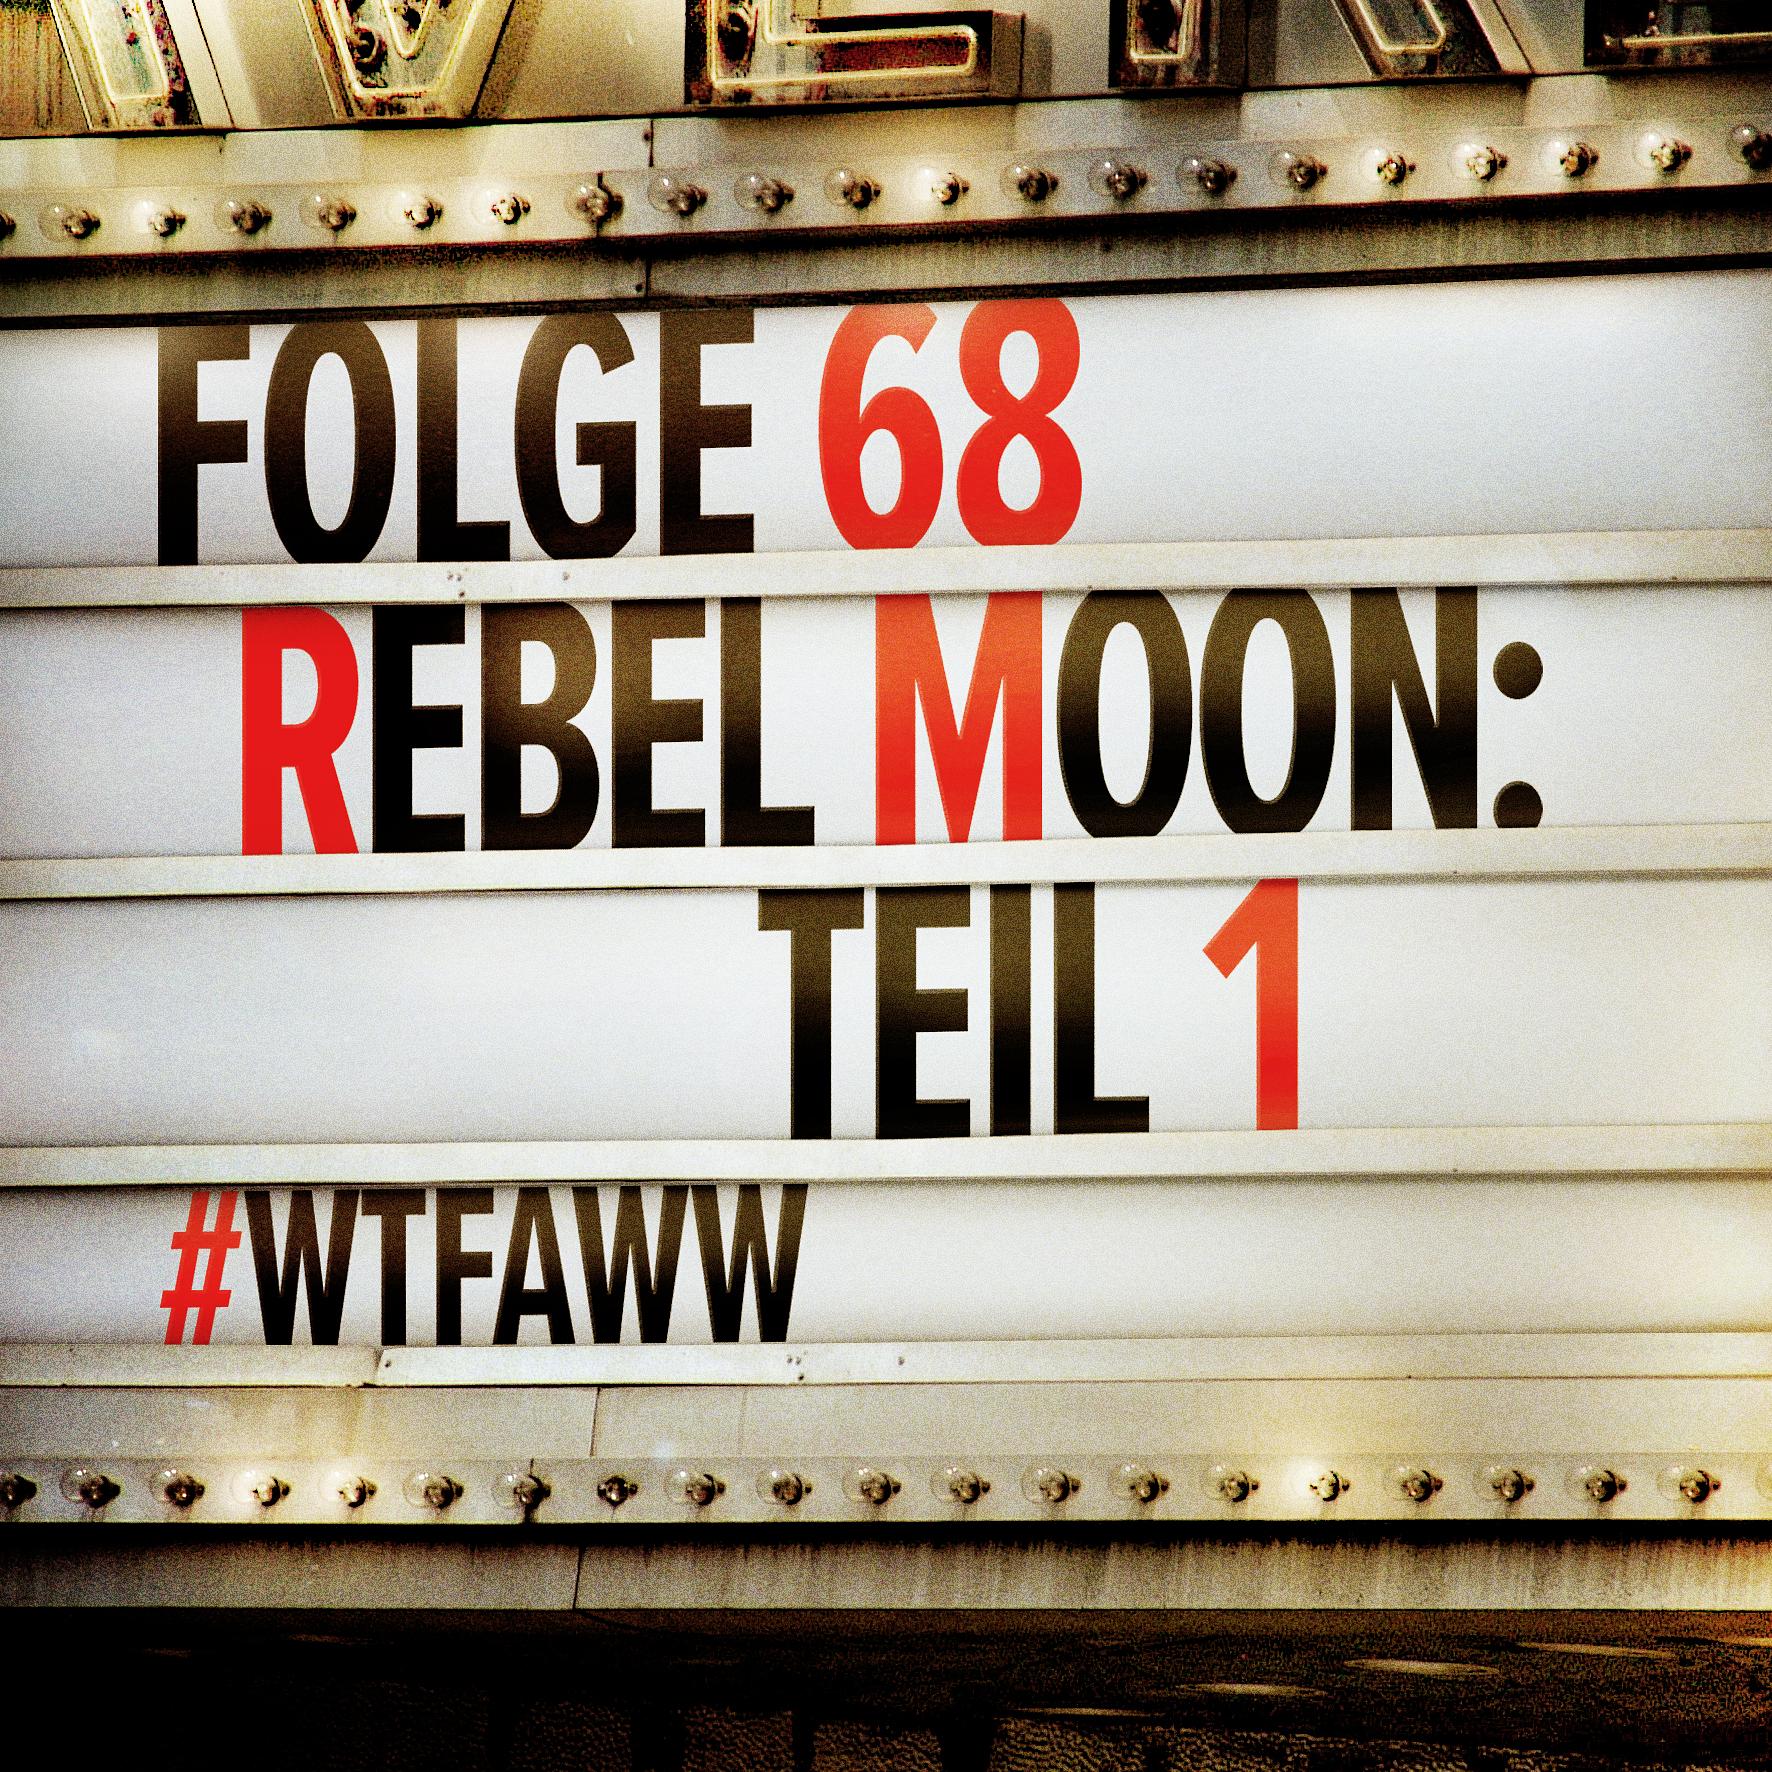 FOLGE 68
REBEL MOON:
TEIL 1
#WTFAWW